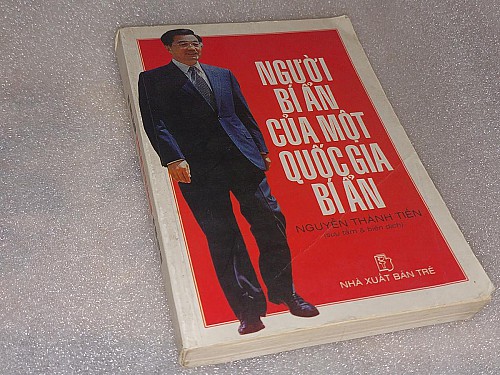 NGƯỜI
BÍ ẨN
CỦA MỘT
QUỐC GIA
BÍ ẨN
NGUYỄN THANH TIẾN
(sưu tầm & biên dịch)
NHÀ XUẤT BẢN TRẺ